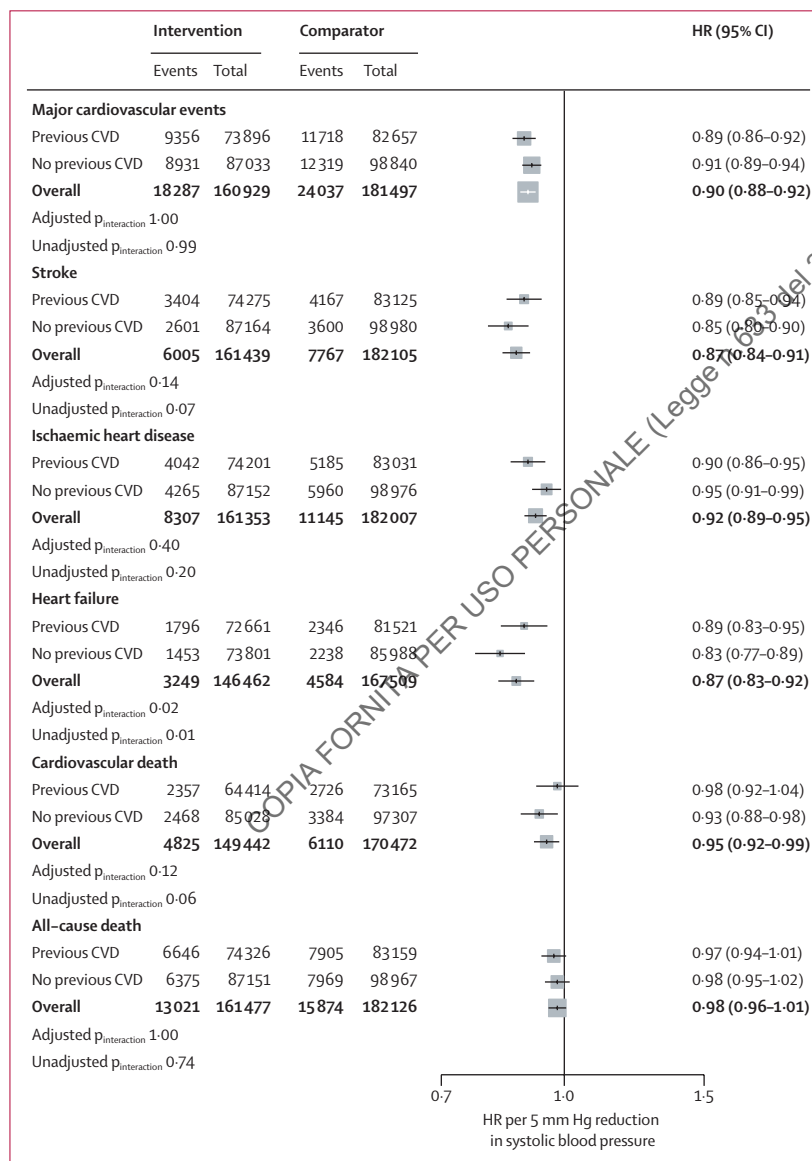 Intervention Comparator HR (95% CI)
Events Total Events Total
Major cardiovascular events
Previous CVD 9356 73896 11718 82657 0·89 (0·86–0·92)
No previous CVD 8931 87033 12319 98840 0·91 (0·89–0·94)
Overall 18287 160929 24037 181497 0·90 (0·88–0·92)
Adjusted pinteraction 1·00
Unadjusted pinteraction 0·99
Stroke
Previous CVD 3404 74275 4167 83125 0·89 (0·85–0·94)
No previous CVD 2601 87164 3600 98980 0·85 (0·80–0·90)
Overall 6005 161439 7767 182105 0·87 (0·84–0·91)
Adjusted pinteraction 0·14
Unadjusted pinteraction 0·07
Ischaemic heart disease
Previous CVD 4042 74201 5185 83031 0·90 (0·86–0·95)
No previous CVD 4265 87152 5960 98976 0·95 (0·91–0·99)
Overall 8307 161353 11145 182007 0·92 (0·89–0·95)
Adjusted pinteraction 0·40
Unadjusted pinteraction 0·20
Heart failure
Previous CVD 1796 72661 2346 81521 0·89 (0·83–0·95)
No previous CVD 1453 73801 2238 85988 0·83 (0·77–0·89)
Overall 3249 146462 4584 167509 0·87 (0·83–0·92)
Adjusted pinteraction 0·02
Unadjusted pinteraction 0·01
Cardiovascular death
Previous CVD 2357 64414 2726 73165 0·98 (0·92–1·04)
No previous CVD 2468 85028 3384 97307 0·93 (0·88–0·98)
Overall 4825 149442 6110 170472 0·95 (0·92–0·99)
Adjusted pinteraction 0·12
Unadjusted pinteraction 0·06
All-cause death
Previous CVD 6646 74326 7905 83159 0·97 (0·94–1·01)
No previous CVD 6375 87151 7969 98967 0·98 (0·95–1·02)
Overall 13021 161477 15874 182126 0·98 (0·96–1·01)
Adjusted pinteraction 1·00
Unadjusted pinteraction 0·74
0·7 1·0 1·5
HR per 5 mm Hg reduction
in systolic blood pressure
COPIA FORNITA PER USO PERSONALE (Legge n 633 del